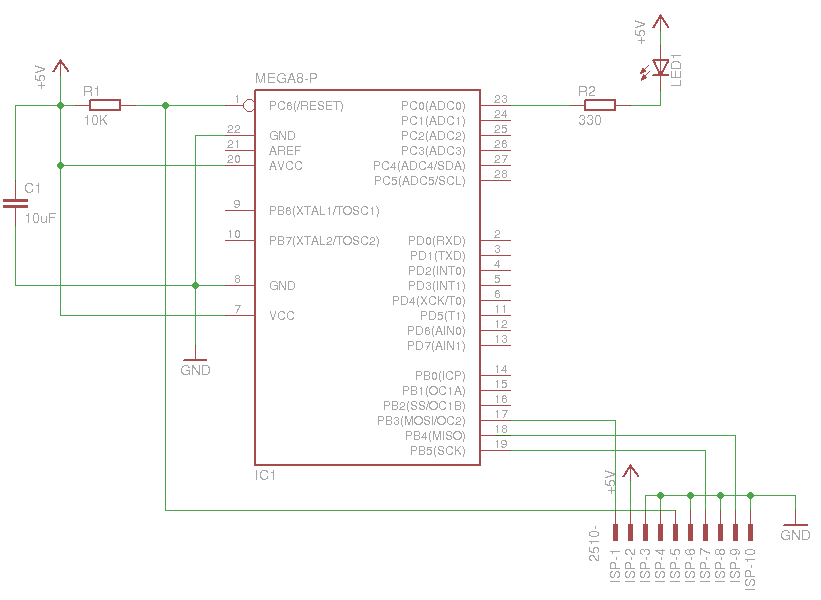 +5V
LED1
MEGA8-P
+5V
R1
10K
1
PC6(/RESET)
PC0(ADC0)
23
R2
330
PC1(ADC1)
24
22
GND
PC2(ADC2)
25
21
AREF
PC3(ADC3)
26
20
AVCC
PC4(ADC4/SDA)
27
PC5(ADC5/SCL)
28
C1
10uF
9
PB6(XTAL1/TOSC1)
10
PB7(XTAL2/TOSC2)
PD0(RXD)
2
PD1(TXD)
3
PD2(INT0)
4
8
GND
PD3(INT1)
5
PD4(XCK/T0)
6
7
VCC
PD5(T1)
11
PD6(AIN0)
12
PD7(AIN1)
13
GND
PB0(ICP)
14
PB1(OC1A)
15
PB2(SS/OC1B)
16
PB3(MOSI/OC2)
17
PB4(MISO)
18
PB5(SCK)
19
IC1
+5V
2510-
GND
ISP-1
ISP-2
ISP-3
ISP-4
ISP-5
ISP-6
ISP-7
ISP-8
ISP-9
ISP-10